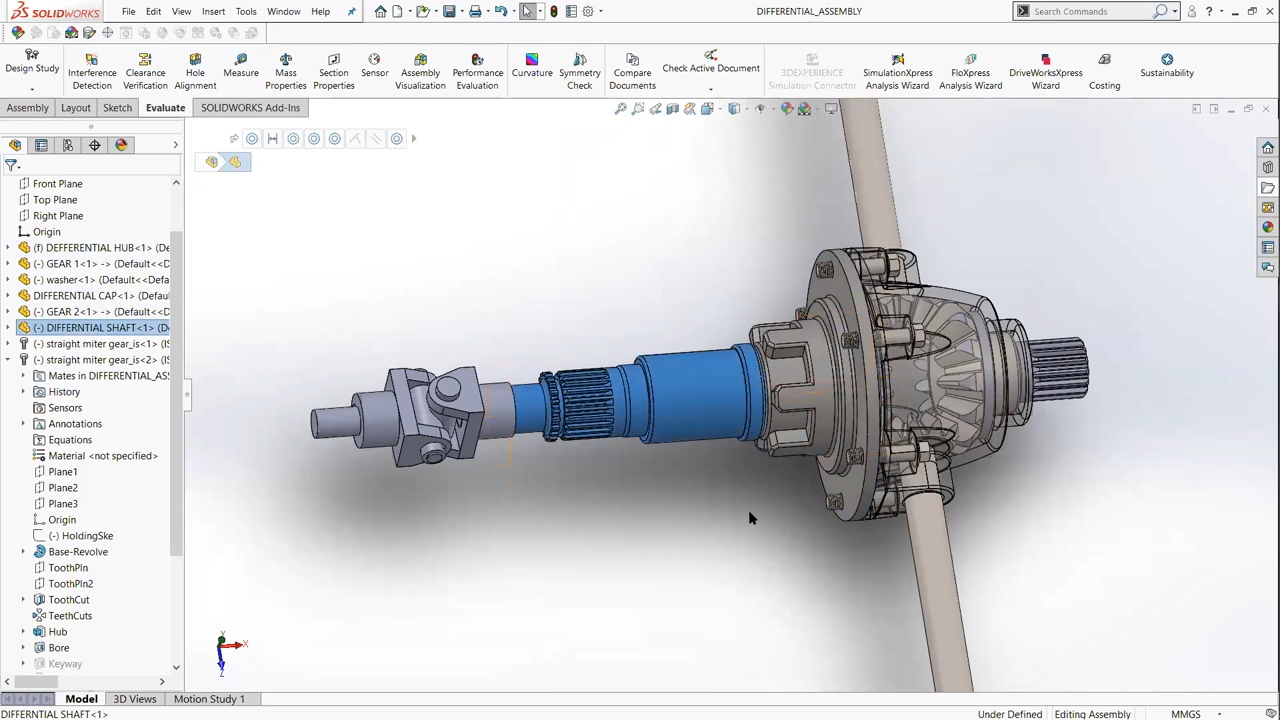 SOLIDWORKS File Edit View Insert Tools Window DIFFERENTIAL_ASSEMBLY Search Commands ?
Design Study
Interference Detection
Clearance Verification
Hole Alignment
Measure
Mass Properties
Section Properties
Sensor
Assembly Visualization
Performance Evaluation
Curvature
Symmetry Check
Compare Documents
Check Active Document
3DEXPERIENCE Simulation Connector
SimulationXpress Analysis Wizard
FloXpress Analysis Wizard
DriveWorksXpress Wizard
Costing
Sustainability
Assembly Layout Sketch Evaluate SOLIDWORKS Add-Ins
Front Plane
Top Plane
Right Plane
Origin
(f) DEFFERENTIAL HUB<1> (De
(-) GEAR 1<1> -> (Default<<D
(-) washer<1> (Default<<Def
DIFFERENTIAL CAP<1> (Defaul
(-) GEAR 2<1> -> (Default<<D
(-) DIFFERNTIAL SHAFT<1> (D
(-) straight miter gear_is<1> (IS
(-) straight miter gear_is<2> (IS
Mates in DIFFERENTIAL_ASS
History
Sensors
Annotations
Equations
Material <not specified>
Plane1
Plane2
Plane3
Origin
(-) HoldingSke
Base-Revolve
ToothPln
ToothPln2
ToothCut
TeethCuts
Hub
Bore
Keyway
Y
X
Z
Model 3D Views Motion Study 1
DIFFERNTIAL SHAFT<1> Under Defined Editing Assembly MMGS